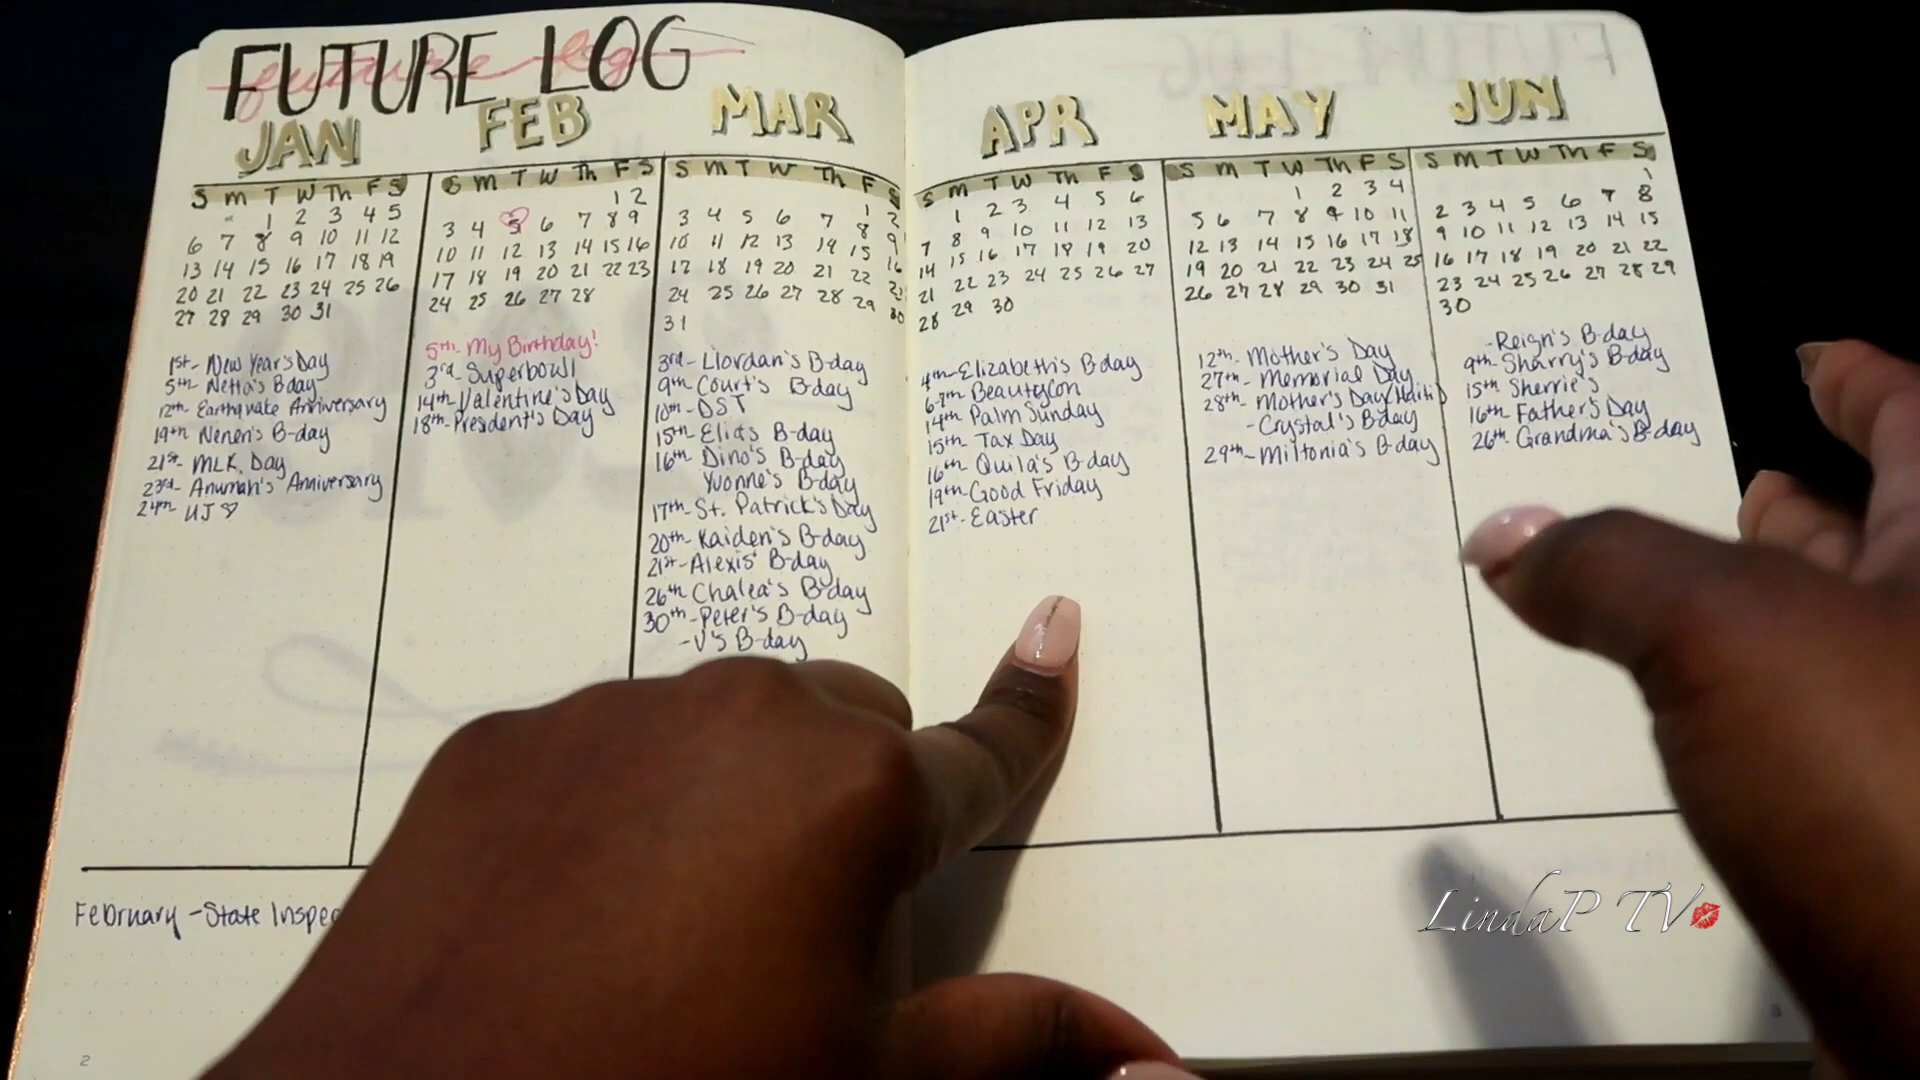 FUTURE LOG
future log
JAN
S M T W Th F S
1 2 3 4 5
6 7 8 9 10 11 12
13 14 15 16 17 18 19
20 21 22 23 24 25 26
27 28 29 30 31
1st- New Year's Day
5th- Netta's Bday
12th- Earthquake Anniversary
19th- Nenen's B-day
21st- MLK Day
23rd- Anumah's Anniversary
24th- UJ ♡
FEB
S M T W Th F S
1 2
3 4 5 6 7 8 9
10 11 12 13 14 15 16
17 18 19 20 21 22 23
24 25 26 27 28
5th- My Birthday!
3rd- Superbowl
14th- Valentine's Day
18th- President's Day
MAR
S M T W Th F S
1 2
3 4 5 6 7 8 9
10 11 12 13 14 15 16
17 18 19 20 21 22 23
24 25 26 27 28 29 30
31
3rd- Llordan's B-day
9th- Court's B-day
10th- DST
15th- Elia's B-day
16th- Dino's B-day
Yvonne's B-day
17th- St. Patrick's Day
20th- Kaiden's B-day
21st- Alexis' B-day
26th Chalea's B-day
30th- Peter's B-day
- V's B-day
APR
S M T W Th F S
1 2 3 4 5 6
7 8 9 10 11 12 13
14 15 16 17 18 19 20
21 22 23 24 25 26 27
28 29 30
4th- Elizabeth's B-day
6-7th- Beautycon
14th- Palm Sunday
15th- Tax Day
16th- Quila's B-day
19th- Good Friday
21st- Easter
MAY
S M T W Th F S
1 2 3 4
5 6 7 8 9 10 11
12 13 14 15 16 17 18
19 20 21 22 23 24 25
26 27 28 29 30 31
12th- Mother's Day
27th- Memorial Day
28th- Mother's Day (Haiti)
- Crystal's B-day
29th- Miltonia's B-day
JUN
S M T W Th F S
1
2 3 4 5 6 7 8
9 10 11 12 13 14 15
16 17 18 19 20 21 22
23 24 25 26 27 28 29
30
- Reign's B-day
9th- Sharry's B-day
15th- Sherrie's
16th- Father's Day
26th- Grandma's B-day
February - State
LindaP TV
2
3